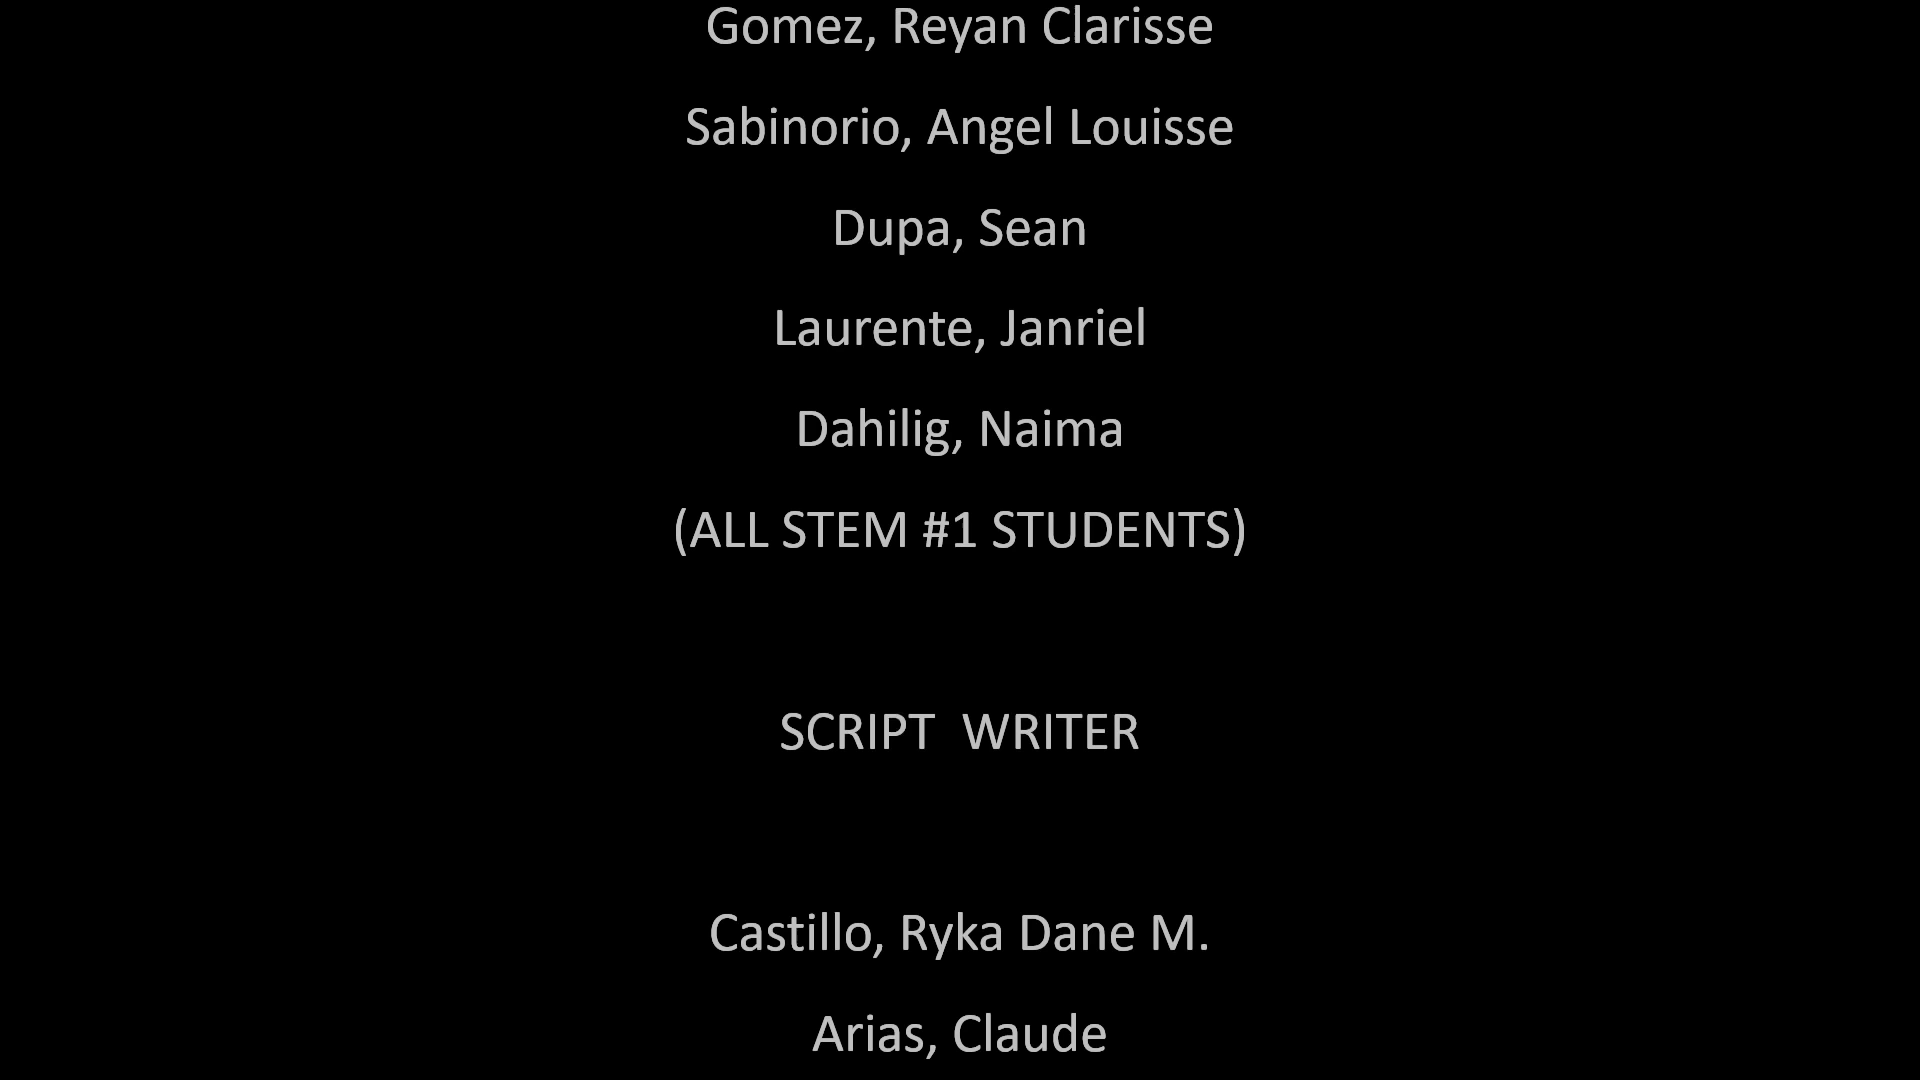 Gomez, Reyan Clarisse
Sabinorio, Angel Louisse
Dupa, Sean
Laurente, Janriel
Dahilig, Naima
(ALL STEM #1 STUDENTS)
SCRIPT  WRITER
Castillo, Ryka Dane M.
Arias, Claude